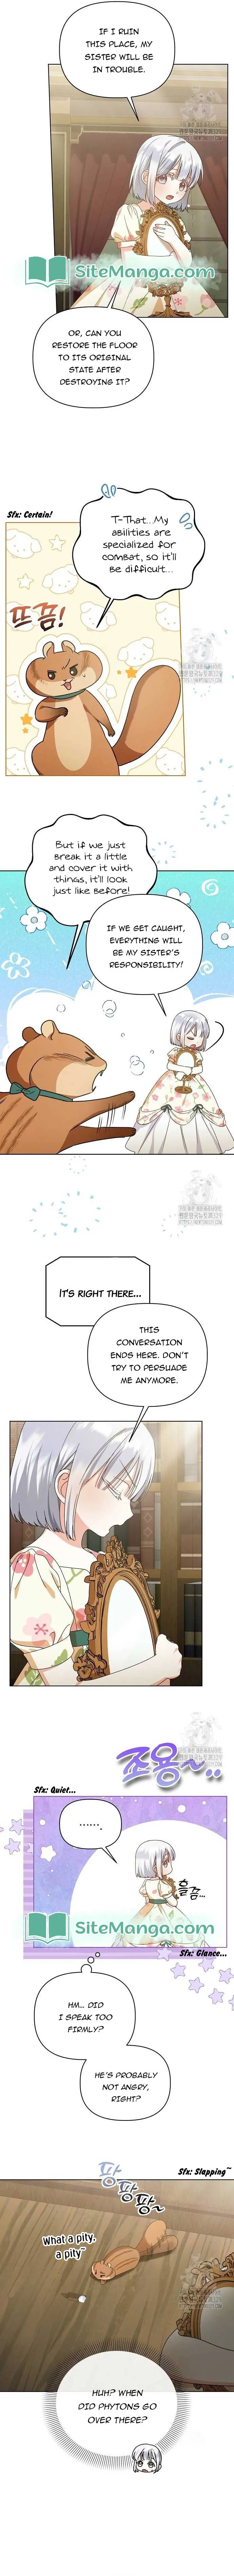 IF I RUIN
THIS PLACE, MY
SISTER WILL BE
IN TROUBLE.
SiteManga.com
OR, CAN YOU
RESTORE THE FLOOR
TO ITS ORIGINAL
STATE AFTER
DESTROYING IT?
Sfx: Certain!
T-That...My
abilities are
specialized for
combat, so it'll
be difficult...
뜨끔!
But if we just
break it a little
and cover it with
things, it'll look
just like before!
IF WE GET CAUGHT,
EVERYTHING WILL
BE MY SISTER'S
RESPONSIBILITY!
IT'S RIGHT THERE...
THIS
CONVERSATION
ENDS HERE. DON'T
TRY TO PERSUADE
ME ANYMORE.
조용~..
Sfx: Quiet...
.......
흘끔...
SiteManga.com
Sfx: Glance...
HM.. DID
I SPEAK TOO
FIRMLY?
HE'S PROBABLY
NOT ANGRY,
RIGHT?
Sfx: Slapping~
팡
팡
팡~
What a pity,
a pity~
HUH? WHEN
DID PHYTONS GO
OVER THERE?